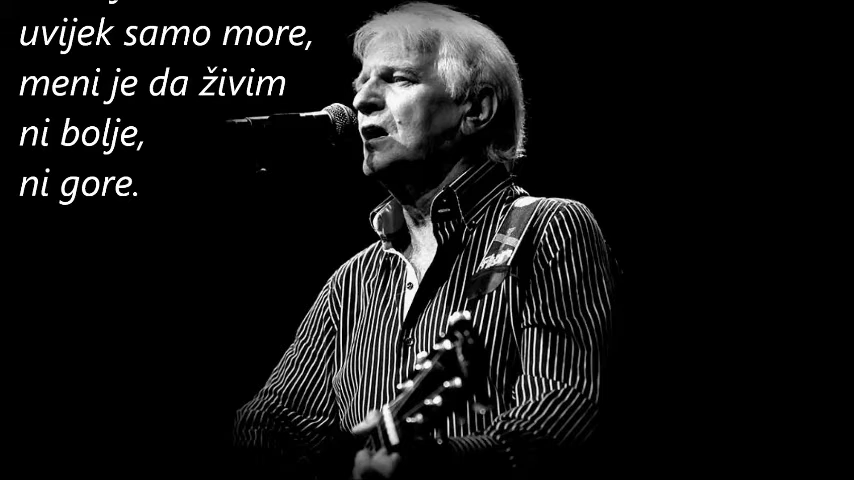 uvijek samo more,
meni je da živim
ni bolje,
ni gore.